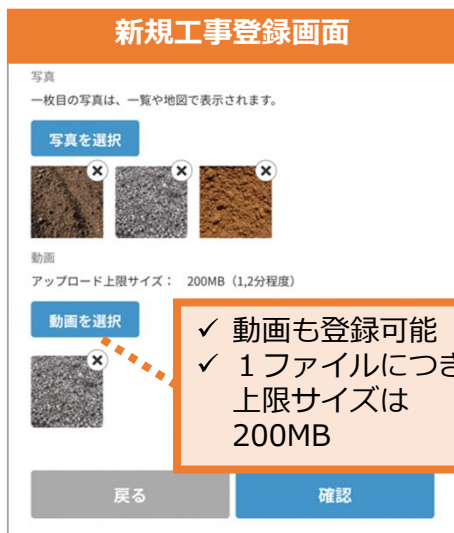 新規工事登録画面
写真
一枚目の写真は、一覧や地図で表示されます。
写真を選択
動画
アップロード上限サイズ： 200MB（1,2分程度）
動画を選択
✓ 動画も登録可能
✓ １ファイルにつき
上限サイズは
200MB
戻る
確認